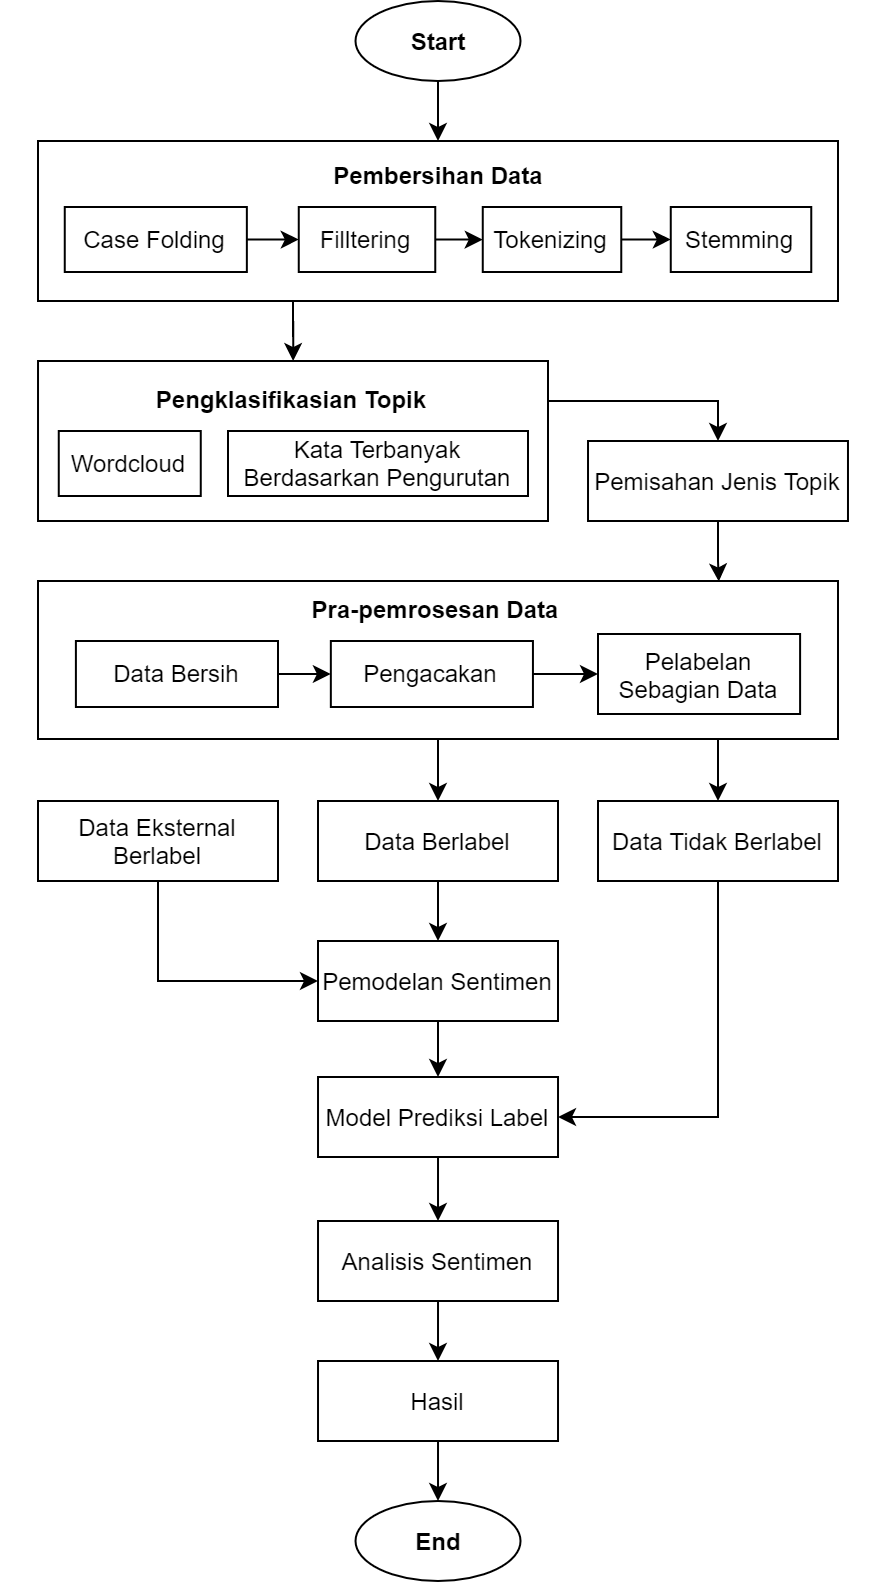 Start
Pembersihan Data
Case Folding
Filltering
Tokenizing
Stemming
Pengklasifikasian Topik
Wordcloud
Kata Terbanyak
Berdasarkan Pengurutan
Pemisahan Jenis Topik
Pra-pemrosesan Data
Data Bersih
Pengacakan
Pelabelan
Sebagian Data
Data Eksternal
Berlabel
Data Berlabel
Data Tidak Berlabel
Pemodelan Sentimen
Model Prediksi Label
Analisis Sentimen
Hasil
End